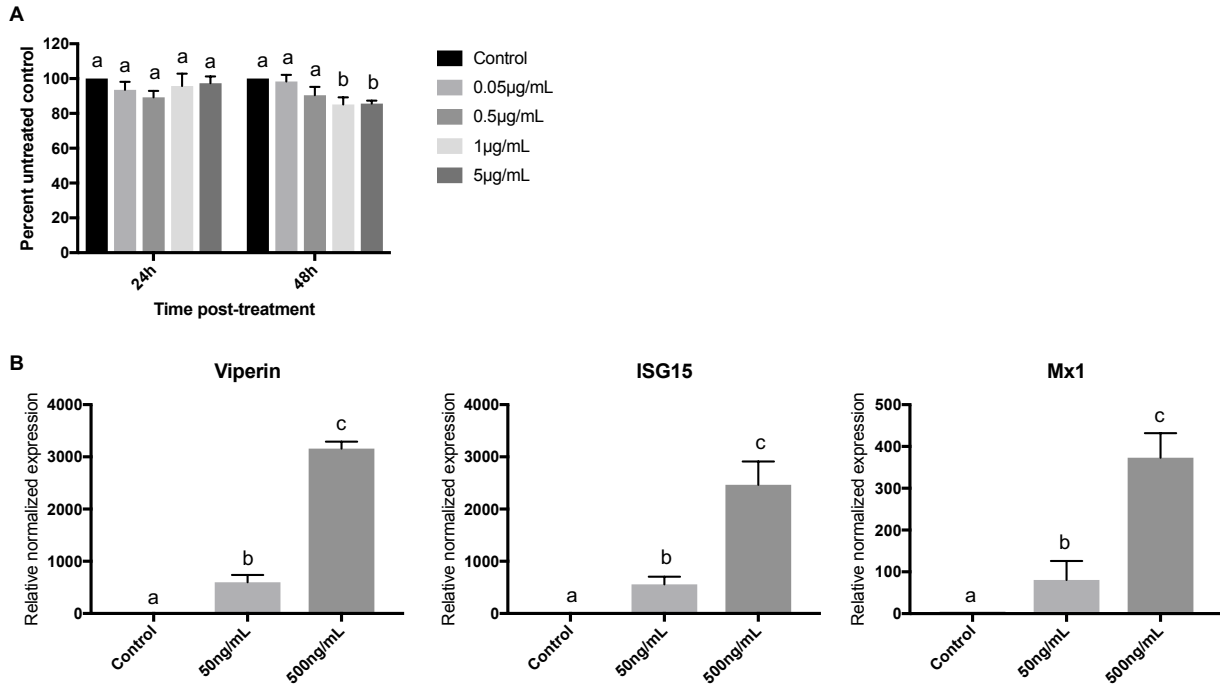 A
120
100
80
60
40
20
0
Percent untreated control
a a a a a a a a b b
24h 48h
Time post-treatment
Control
0.05µg/mL
0.5µg/mL
1µg/mL
5µg/mL
B
Viperin
4000
3000
2000
1000
0
Relative normalized expression
a b c
Control 50ng/mL 500ng/mL
ISG15
4000
3000
2000
1000
0
Relative normalized expression
a b c
Control 50ng/mL 500ng/mL
Mx1
500
400
300
200
100
0
Relative normalized expression
a b c
Control 50ng/mL 500ng/mL